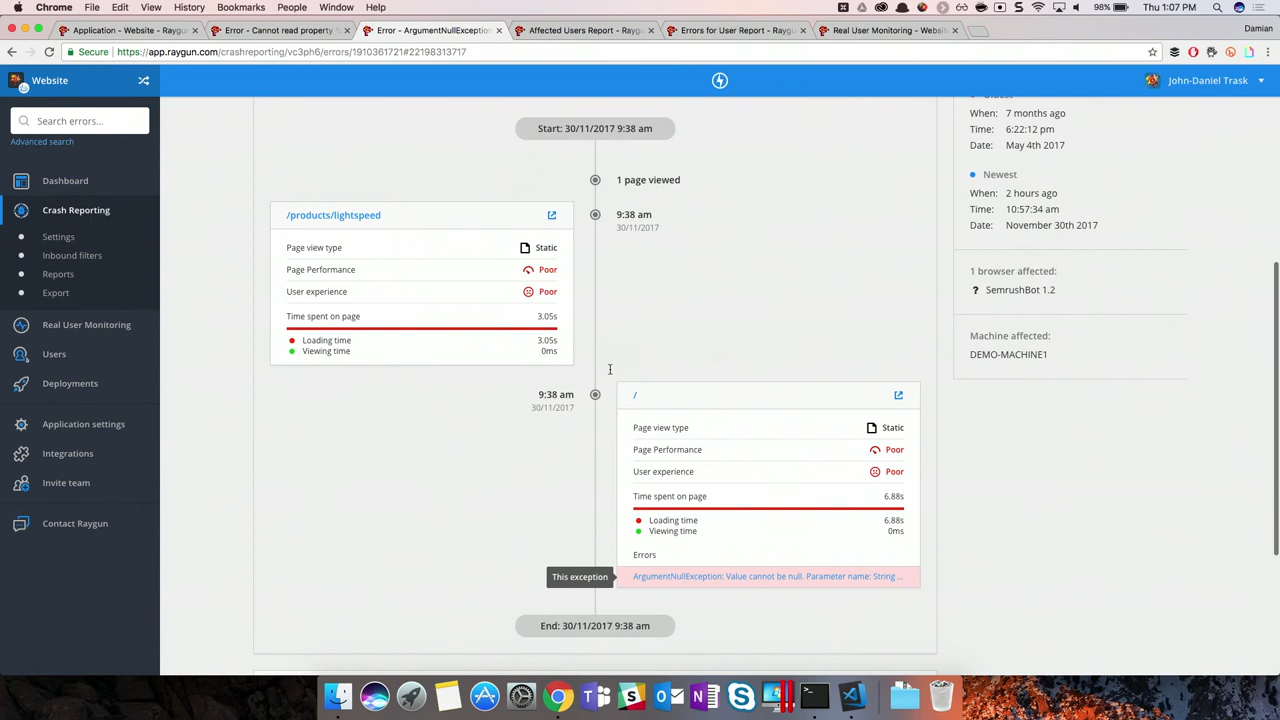 Chrome File Edit View History Bookmarks People Window Help 98% Thu 1:07 PM
Application - Website - Raygun
Error - Cannot read property '
Error - ArgumentNullException
Affected Users Report - Raygun
Errors for User Report - Raygun
Real User Monitoring - Website
Damian
Secure https://app.raygun.com/crashreporting/vc3ph6/errors/1910361721#22198313717
Website
John-Daniel Trask
Search errors...
Advanced search
Dashboard
Crash Reporting
Settings
Inbound filters
Reports
Export
Real User Monitoring
Users
Deployments
Application settings
Integrations
Invite team
Contact Raygun
Start: 30/11/2017 9:38 am
1 page viewed
9:38 am
30/11/2017
/products/lightspeed
Page view type Static
Page Performance Poor
User experience Poor
Time spent on page 3.05s
Loading time 3.05s
Viewing time 0ms
9:38 am
30/11/2017
/
Page view type Static
Page Performance Poor
User experience Poor
Time spent on page 6.88s
Loading time 6.88s
Viewing time 0ms
Errors
This exception
ArgumentNullException: Value cannot be null. Parameter name: String ...
End: 30/11/2017 9:38 am
When: 7 months ago
Time: 6:22:12 pm
Date: May 4th 2017
Newest
When: 2 hours ago
Time: 10:57:34 am
Date: November 30th 2017
1 browser affected:
? SemrushBot 1.2
Machine affected:
DEMO-MACHINE1